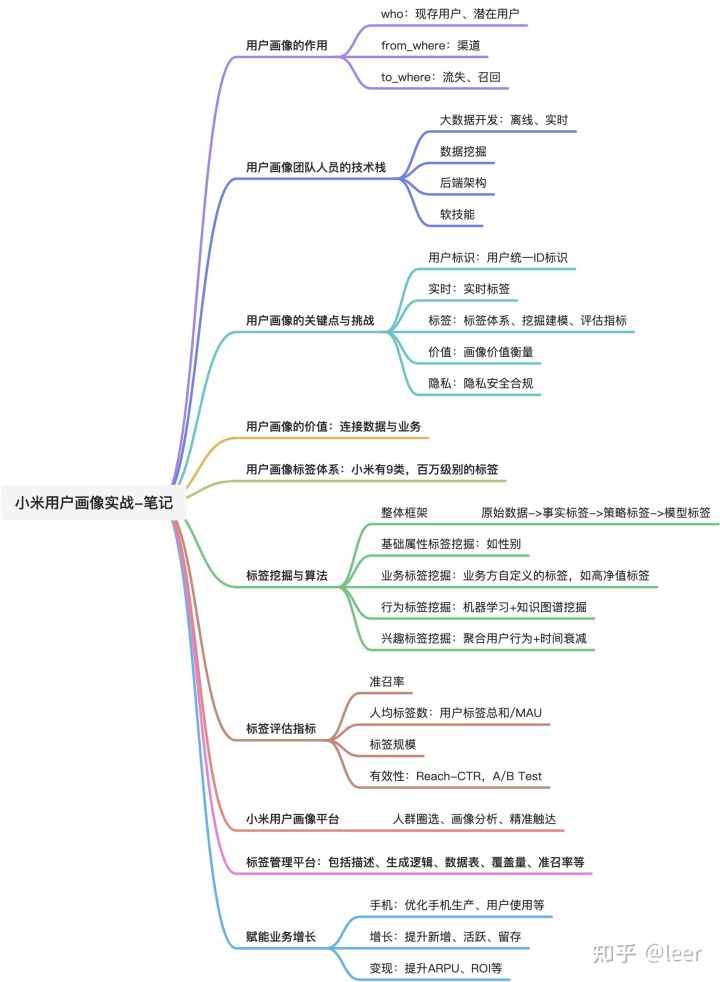 小米用户画像实战-笔记
用户画像的作用
who：现存用户、潜在用户
from_where：渠道
to_where：流失、召回
用户画像团队人员的技术栈
大数据开发：离线、实时
数据挖掘
后端架构
软技能
用户画像的关键点与挑战
用户标识：用户统一ID标识
实时：实时标签
标签：标签体系、挖掘建模、评估指标
价值：画像价值衡量
隐私：隐私安全合规
用户画像的价值：连接数据与业务
用户画像标签体系：小米有9类，百万级别的标签
标签挖掘与算法
整体框架 原始数据->事实标签->策略标签->模型标签
基础属性标签挖掘：如性别
业务标签挖掘：业务方自定义的标签，如高净值标签
行为标签挖掘：机器学习+知识图谱挖掘
兴趣标签挖掘：聚合用户行为+时间衰减
标签评估指标
准召率
人均标签数：用户标签总和/MAU
标签规模
有效性：Reach-CTR，A/B Test
小米用户画像平台 人群圈选、画像分析、精准触达
标签管理平台：包括描述、生成逻辑、数据表、覆盖量、准召率等
赋能业务增长
手机：优化手机生产、用户使用等
增长：提升新增、活跃、留存
变现：提升ARPU、ROI等
知乎 @leer